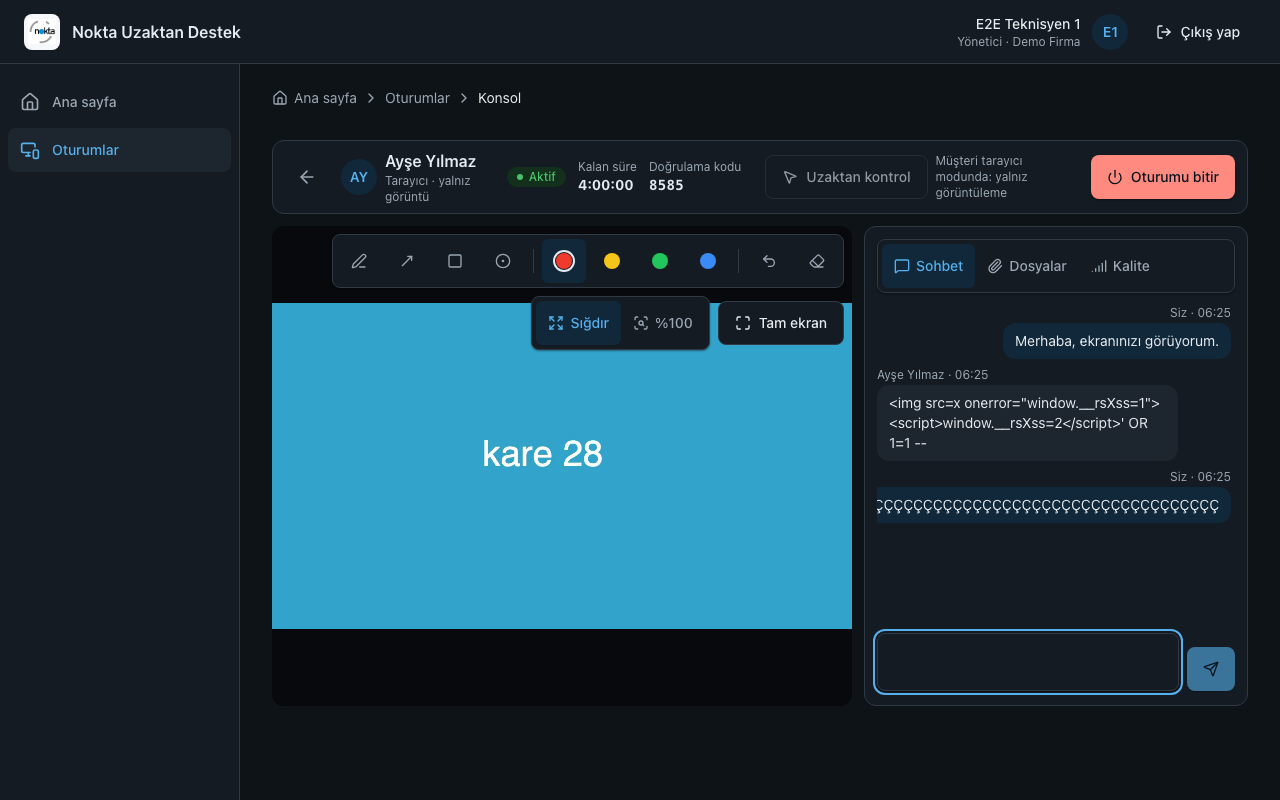 nokta
Nokta Uzaktan Destek
E2E Teknisyen 1
Yönetici · Demo Firma
E1
Çıkış yap
Ana sayfa
Oturumlar
Ana sayfa
Oturumlar
Konsol
AY
Ayşe Yılmaz
Tarayıcı · yalnız
görüntü
Aktif
Kalan süre
4:00:00
Doğrulama kodu
8585
Uzaktan kontrol
Müşteri tarayıcı
modunda: yalnız
görüntüleme
Oturumu bitir
Sığdır
%100
Tam ekran
kare 28
Sohbet
Dosyalar
Kalite
Siz · 06:25
Merhaba, ekranınızı görüyorum.
Ayşe Yılmaz · 06:25
<img src=x onerror="window.__rsXss=1">
<script>window.__rsXss=2</script>' OR
1=1 --
Siz · 06:25
ÇÇÇÇÇÇÇÇÇÇÇÇÇÇÇÇÇÇÇÇÇÇÇÇÇÇÇÇÇÇÇÇÇÇÇ